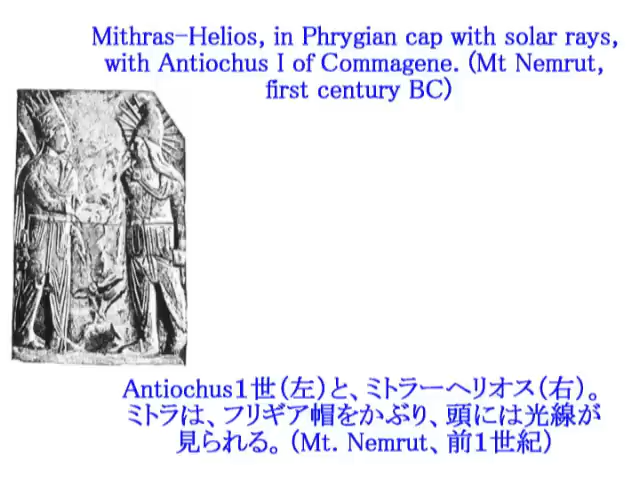 Mithras-Helios, in Phrygian cap with solar rays,
with Antiochus I of Commagene. (Mt Nemrut,
first century BC)
Antiochus１世（左）と、ミトラーヘリオス（右）。
ミトラは、フリギア帽をかぶり、頭には光線が
見られる。（Mt. Nemrut、前１世紀）